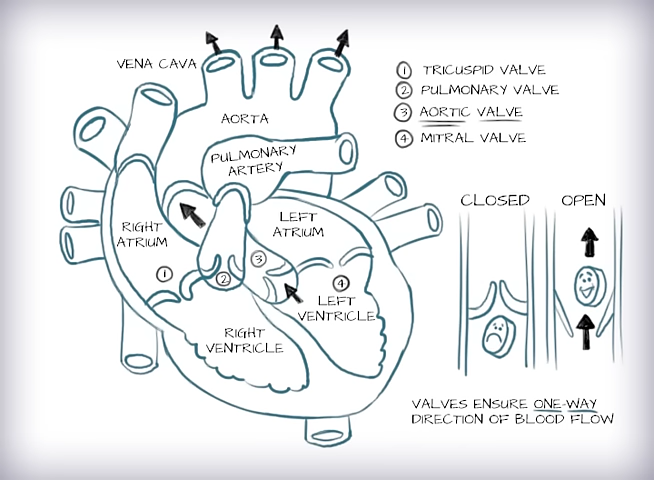 VENA CAVA
AORTA
PULMONARY
ARTERY
RIGHT
ATRIUM
LEFT
ATRIUM
1
2
3
4
LEFT
VENTRICLE
RIGHT
VENTRICLE
1 TRICUSPID VALVE
2 PULMONARY VALVE
3 AORTIC VALVE
4 MITRAL VALVE
CLOSED OPEN
VALVES ENSURE ONE-WAY
DIRECTION OF BLOOD FLOW